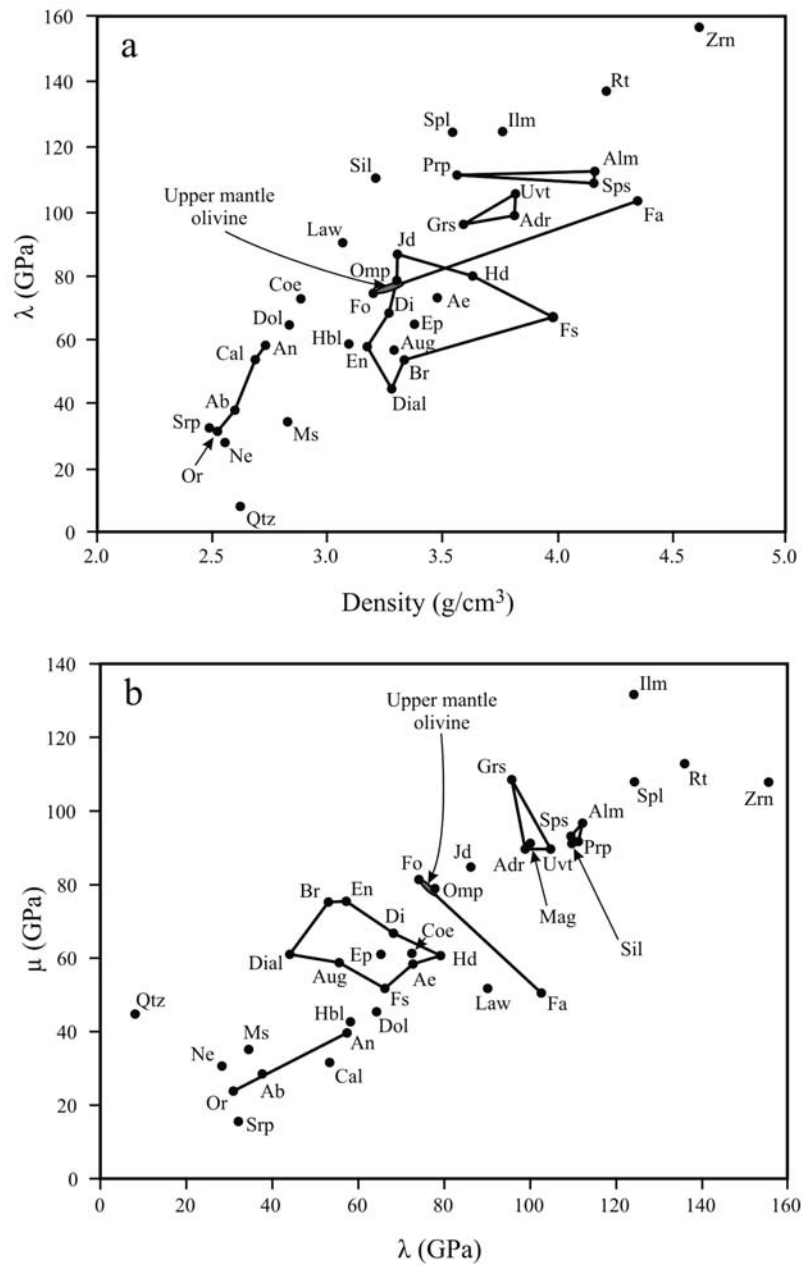 160
a
Zrn
140
Rt
120
Spl
Ilm
Sil
Prp
Alm
Upper mantle
olivine
Uvt
Sps
100
Law
Grs
Adr
Fa
Jd
80
Omp
Hd
Coe
Fo
Ae
Dol
Di
Ep
Fs
60
Cal
An
Hbl
En
Aug
Br
40
Ab
Dial
Srp
Ms
Or
Ne
20
Qtz
0
2.0 2.5 3.0 3.5 4.0 4.5 5.0
λ (GPa)
Density (g/cm³)
140
b
Upper mantle
olivine
Ilm
120
Grs
Rt
Spl
Zrn
100
Sps
Alm
Jd
Adr
Uvt
Prp
80
Fo
Omp
Mag
Sil
Br
En
Di
Coe
60
Dial
Ep
Hd
Aug
Ae
Fs
Law
Fa
Qtz
Hbl
Dol
40
Ms
An
Ne
Cal
Ab
Or
20
Srp
0
0 20 40 60 80 100 120 140 160
μ (GPa)
λ (GPa)